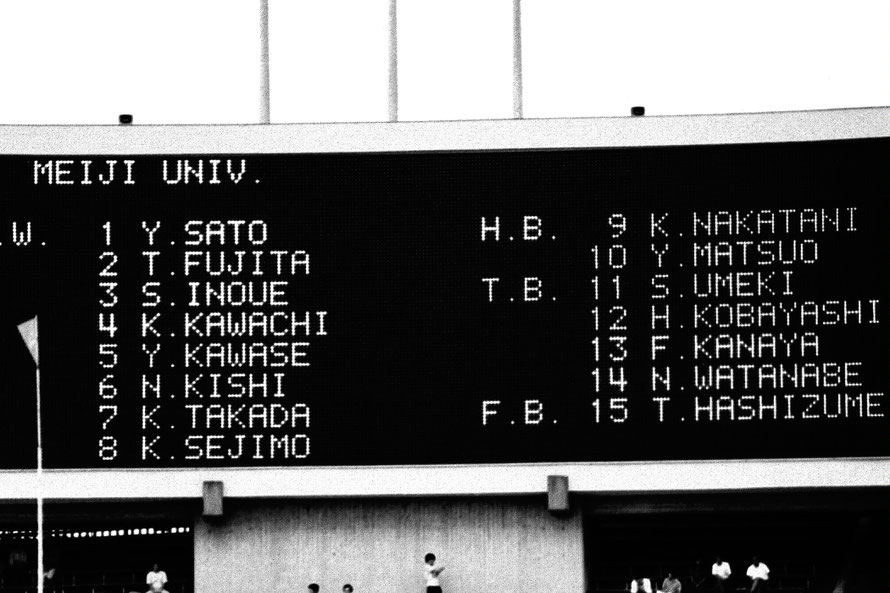 MEIJI UNIV.
.W. 1 Y.SATO
2 T.FUJITA
3 S.INOUE
4 K.KAWACHI
5 Y.KAWASE
6 N.KISHI
7 K.TAKADA
8 K.SEJIMO
H.B. 9 K.NAKATANI
10 Y.MATSUO
T.B. 11 S.UMEKI
12 H.KOBAYASHI
13 F.KANAYA
14 N.WATANABE
F.B. 15 T.HASHIZUME